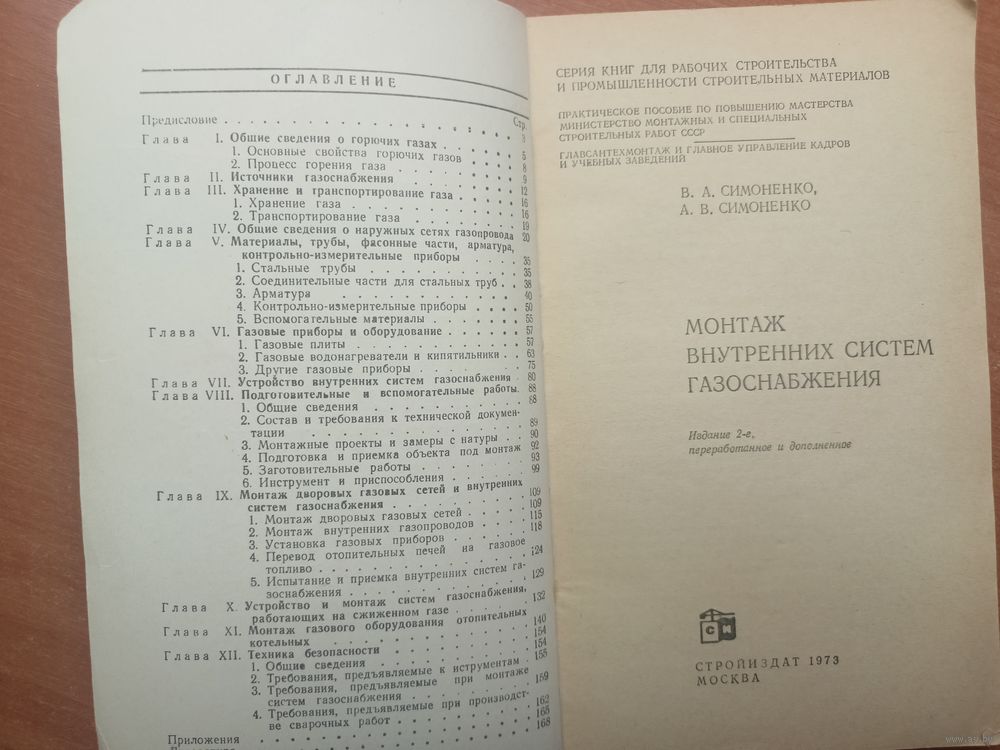 ОГЛАВЛЕНИЕ
Стр.
Предисловие . . . . . . . . 3
Глава I. Общие сведения о горючих газах . . . 5
1. Основные свойства горючих газов . . 5
2. Процесс горения газа . . . . 8
Глава II. Источники газоснабжения . . . . 9
Глава III. Хранение и транспортирование газа . . 12
1. Хранение газа . . . . . 16
2. Транспортирование газа . . . . 16
Глава IV. Общие сведения о наружных сетях газопровода 19
Глава V. Материалы, трубы, фасонные части, арматура, 20
контрольно-измерительные приборы . . . 35
1. Стальные трубы . . . . . 35
2. Соединительные части для стальных труб . . 38
3. Арматура . . . . . 40
4. Контрольно-измерительные приборы . . . . 50
5. Вспомогательные материалы . . . . 55
Глава VI. Газовые приборы и оборудование . . . . 57
1. Газовые плиты . . . . . 57
2. Газовые водонагреватели и кипятильники . . 63
3. Другие газовые приборы . . . . 75
Глава VII. Устройство внутренних систем газоснабжения . 80
Глава VIII. Подготовительные и вспомогательные работы . 88
1. Общие сведения . . . . . 88
2. Состав и требования к технической докумен-
тации . . . . . 89
3. Монтажные проекты и замеры с натуры . . 90
4. Подготовка и приемка объекта под монтаж 92
5. Заготовительные работы . . . . 93
6. Инструмент и приспособления . . . . 99
Глава IX. Монтаж дворовых газовых сетей и внутренних
систем газоснабжения . . . . 109
1. Монтаж дворовых газовых сетей . . . . 109
2. Монтаж внутренних газопроводов . . . . 115
3. Установка газовых приборов . . . . 118
4. Перевод отопительных печей на газовое
топливо . . . . . 124
5. Испытание и приемка внутренних систем га-
зоснабжения . . . . . 129
Глава X. Устройство и монтаж систем газоснабжения,
работающих на сжиженном газе . . . . 132
Глава XI. Монтаж газового оборудования отопительных
котельных . . . . . 140
Глава XII. Техника безопасности . . . . 154
1. Общие сведения . . . . . 154
2. Требования, предъявляемые к иструментам . 155
3. Требования, предъявляемые при монтаже
систем газоснабжения . . . . 159
4. Требования, предъявляемые при производст-
ве сварочных работ . . . . 162
Приложения . . . . . 165
168
СЕРИЯ КНИГ ДЛЯ РАБОЧИХ СТРОИТЕЛЬСТВА
И ПРОМЫШЛЕННОСТИ СТРОИТЕЛЬНЫХ МАТЕРИАЛОВ
ПРАКТИЧЕСКОЕ ПОСОБИЕ ПО ПОВЫШЕНИЮ МАСТЕРСТВА
МИНИСТЕРСТВО МОНТАЖНЫХ И СПЕЦИАЛЬНЫХ
СТРОИТЕЛЬНЫХ РАБОТ СССР
ГЛАВСАНТЕХМОНТАЖ И ГЛАВНОЕ УПРАВЛЕНИЕ КАДРОВ
И УЧЕБНЫХ ЗАВЕДЕНИЙ
В. А. СИМОНЕНКО,
А. В. СИМОНЕНКО
МОНТАЖ
ВНУТРЕННИХ СИСТЕМ
ГАЗОСНАБЖЕНИЯ
Издание 2-е,
переработанное и дополненное
С И
СТРОЙИЗДАТ 1973
МОСКВА
www.ay.by